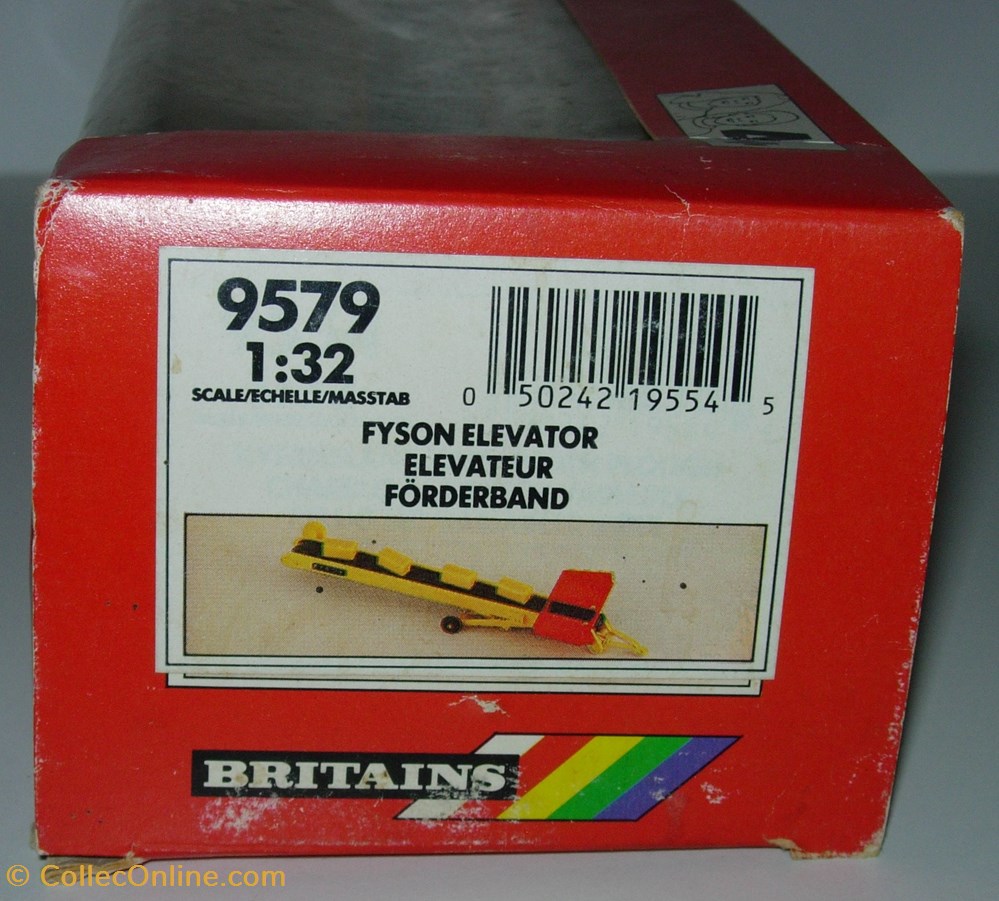 9579
1:32
SCALE/ECHELLE/MASSTAB
0 50242 19554 5
FYSON ELEVATOR
ELEVATEUR
FÖRDERBAND
BRITAINS
© CollecOnline.com